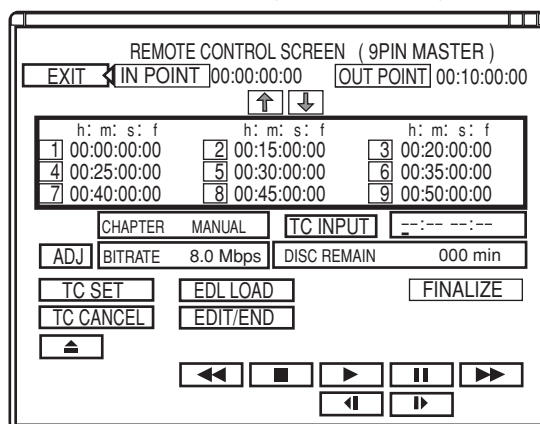 REMOTE CONTROL SCREEN ( 9PIN MASTER )
EXIT IN POINT 00:00:00:00 OUT POINT 00:10:00:00
h: m: s: f h: m: s: f h: m: s: f
1 00:00:00:00 2 00:15:00:00 3 00:20:00:00
4 00:25:00:00 5 00:30:00:00 6 00:35:00:00
7 00:40:00:00 8 00:45:00:00 9 00:50:00:00
CHAPTER MANUAL TC INPUT --:-- --:--
ADJ BITRATE 8.0 Mbps DISC REMAIN 000 min
TC SET EDL LOAD FINALIZE
TC CANCEL EDIT/END